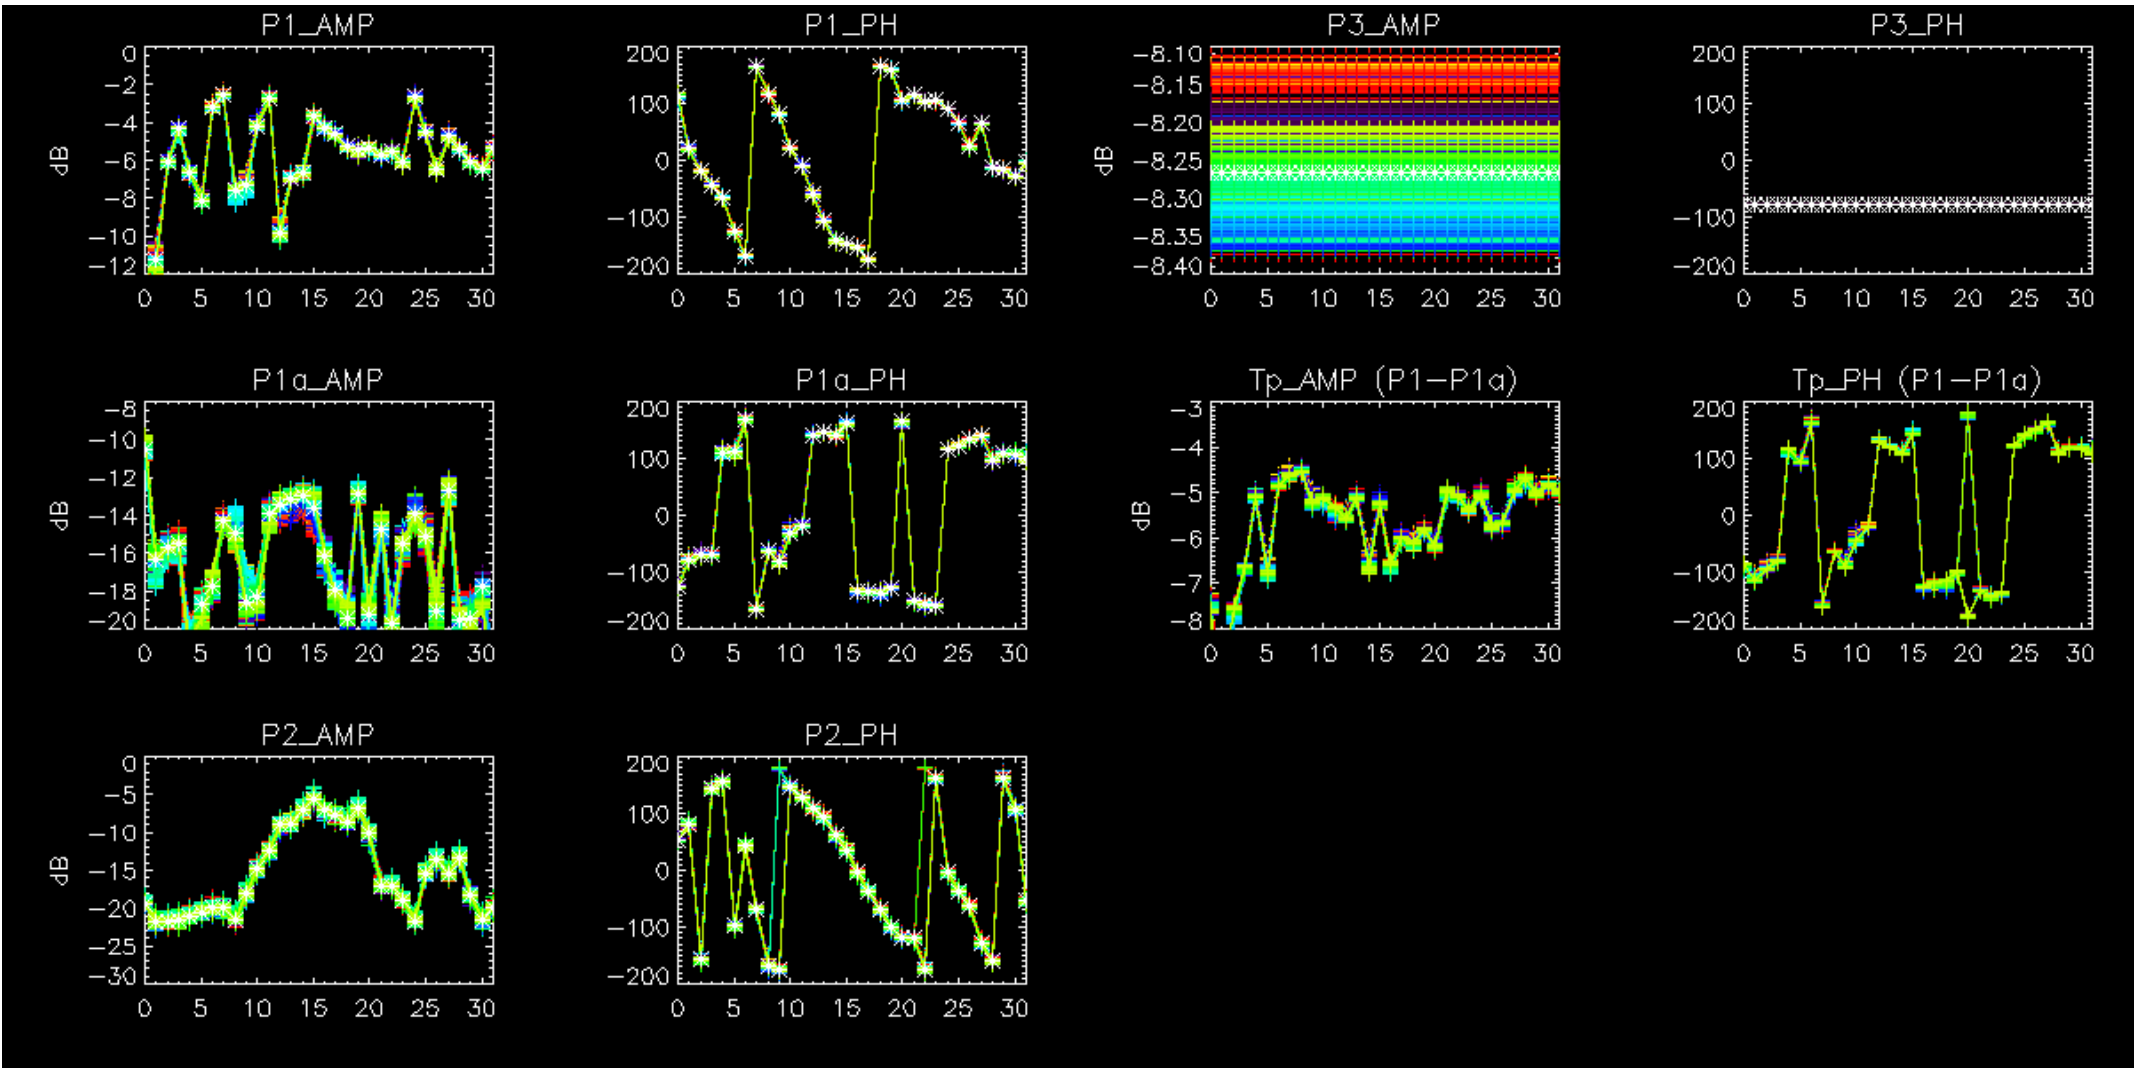 P1_AMP
P1_PH
P3_AMP
P3_PH
dB
0
−2
−4
−6
−8
−10
−12
0 5 10 15 20 25 30
200
100
0
−100
−200
0 5 10 15 20 25 30
dB
−8.10
−8.15
−8.20
−8.25
−8.30
−8.35
−8.40
0 5 10 15 20 25 30
200
100
0
−100
−200
0 5 10 15 20 25 30
P1a_AMP
P1a_PH
Tp_AMP (P1−P1a)
Tp_PH (P1−P1a)
dB
−8
−10
−12
−14
−16
−18
−20
0 5 10 15 20 25 30
200
100
0
−100
−200
0 5 10 15 20 25 30
dB
−3
−4
−5
−6
−7
−8
0 5 10 15 20 25 30
200
100
0
−100
−200
0 5 10 15 20 25 30
P2_AMP
P2_PH
dB
0
−5
−10
−15
−20
−25
−30
0 5 10 15 20 25 30
200
100
0
−100
−200
0 5 10 15 20 25 30